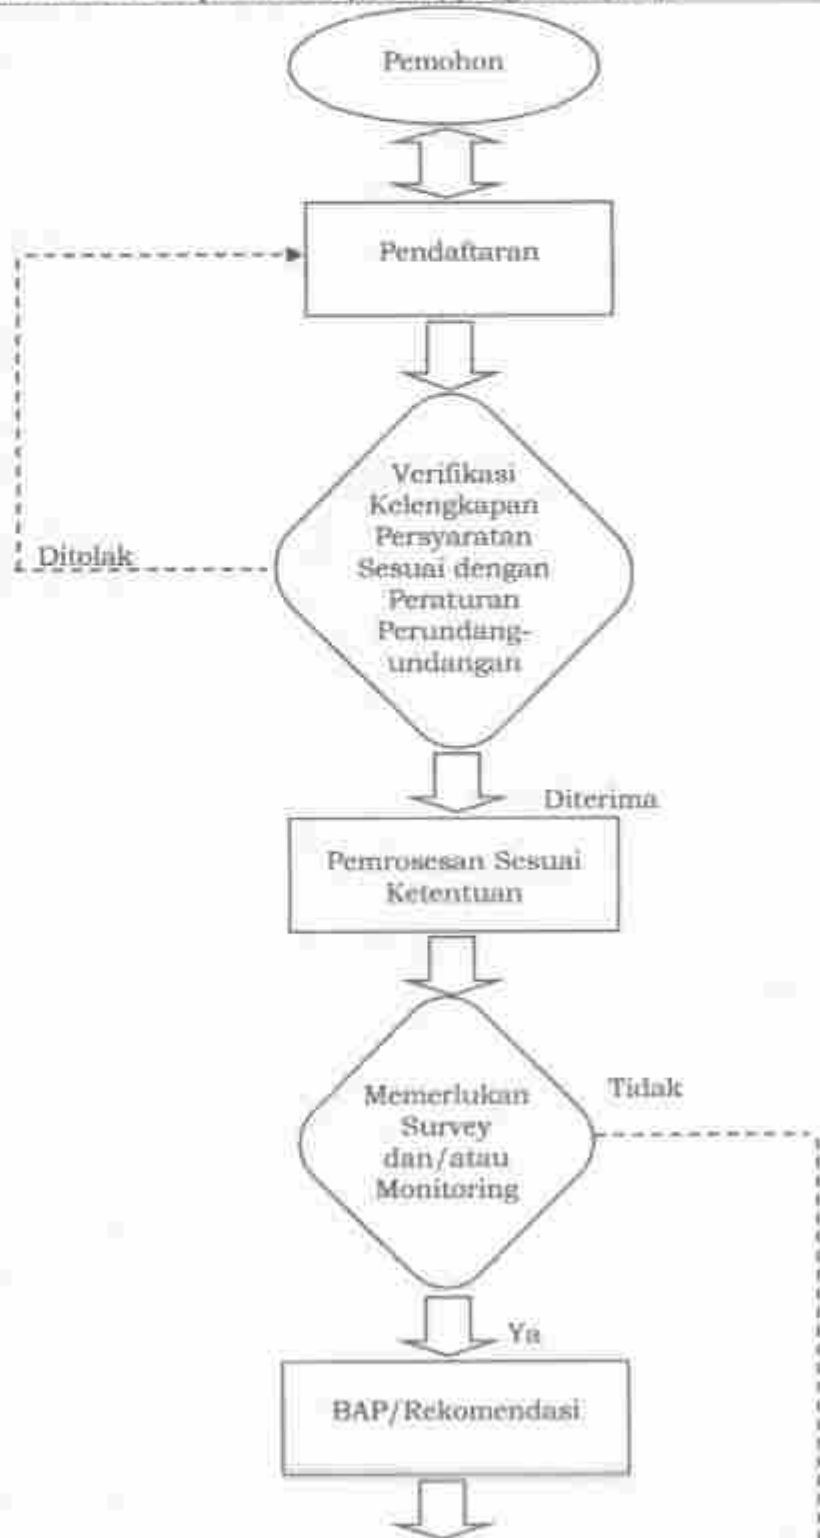 Pemohon
Pendaftaran
Verifikasi
Kelengkapan
Persyaratan
Sesuai dengan
Peraturan
Perundang-
undangan
Ditolak
Diterima
Pemrosesan Sesuai
Ketentuan
Memerlukan
Survey
dan/atau
Monitoring
Tidak
Ya
BAP/Rekomendasi